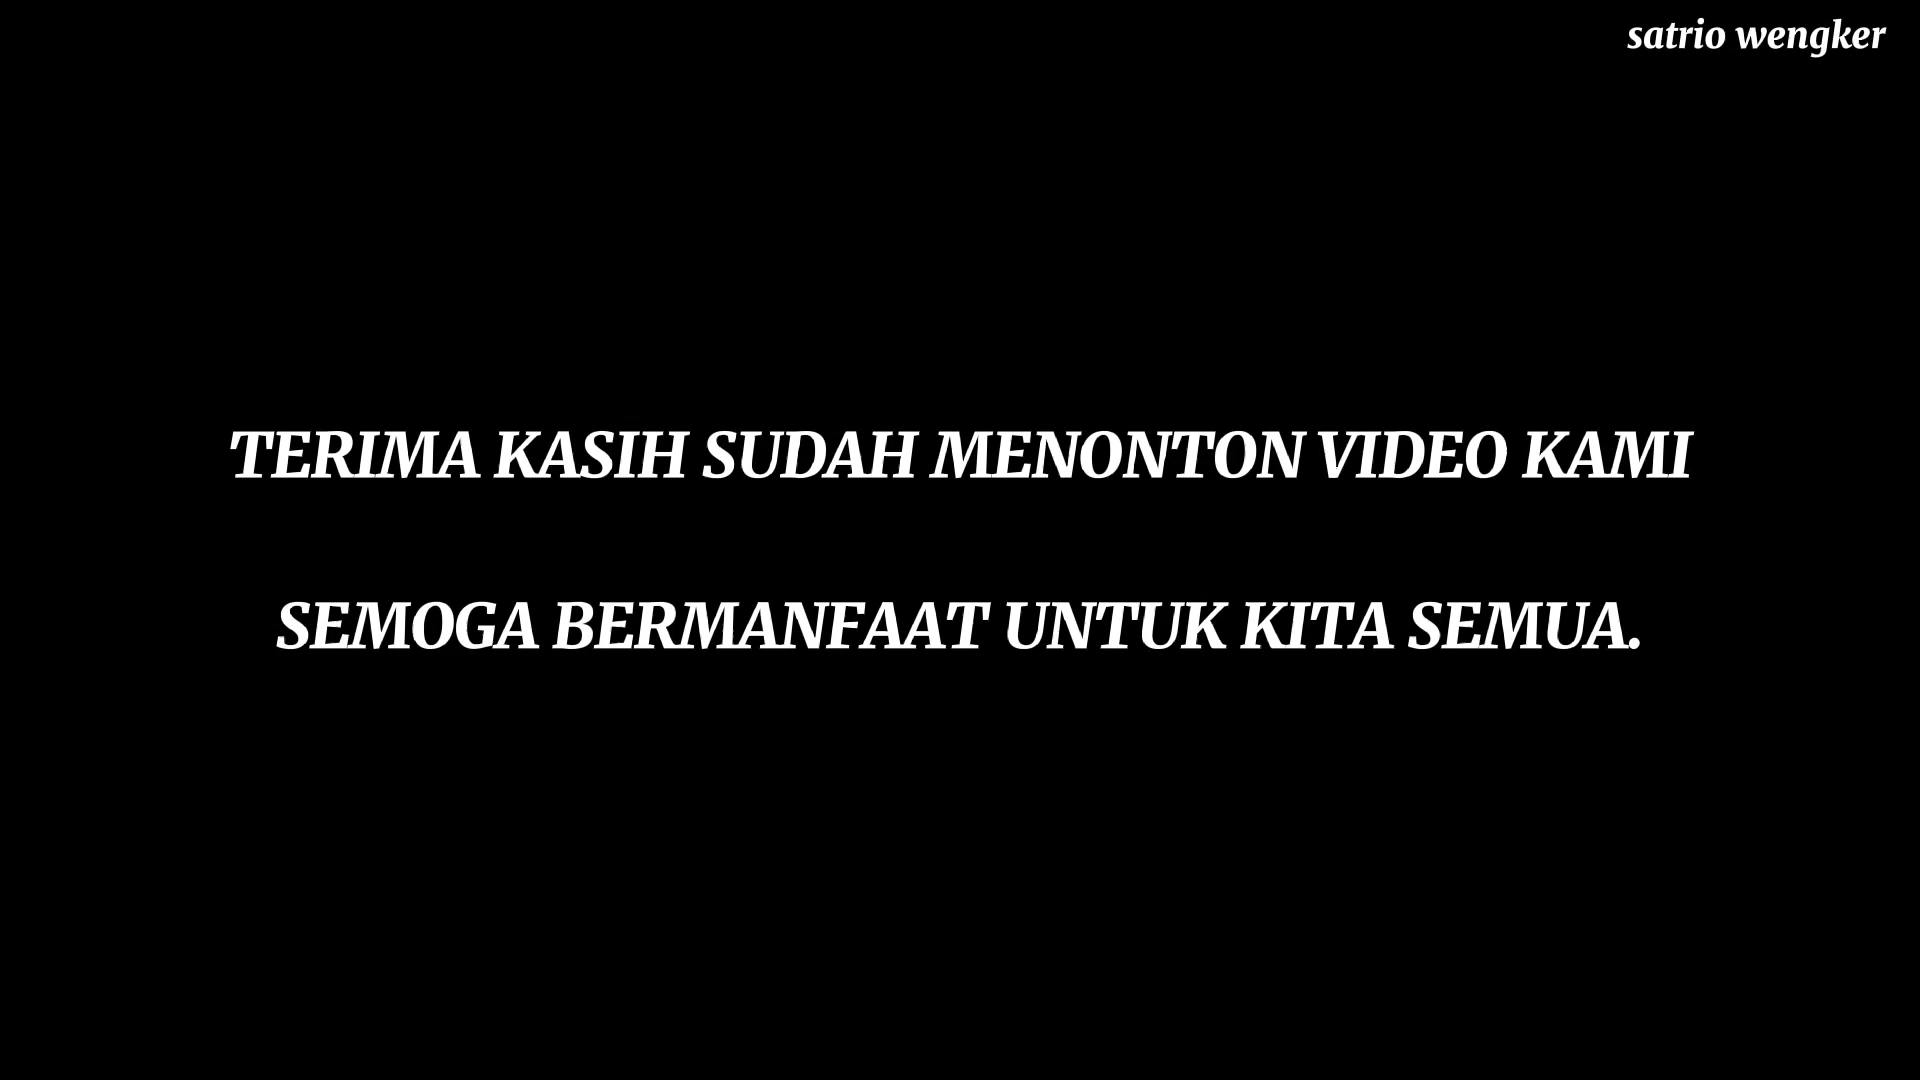 satrio wengker
TERIMA KASIH SUDAH MENONTON VIDEO KAMI
SEMOGA BERMANFAAT UNTUK KITA SEMUA.